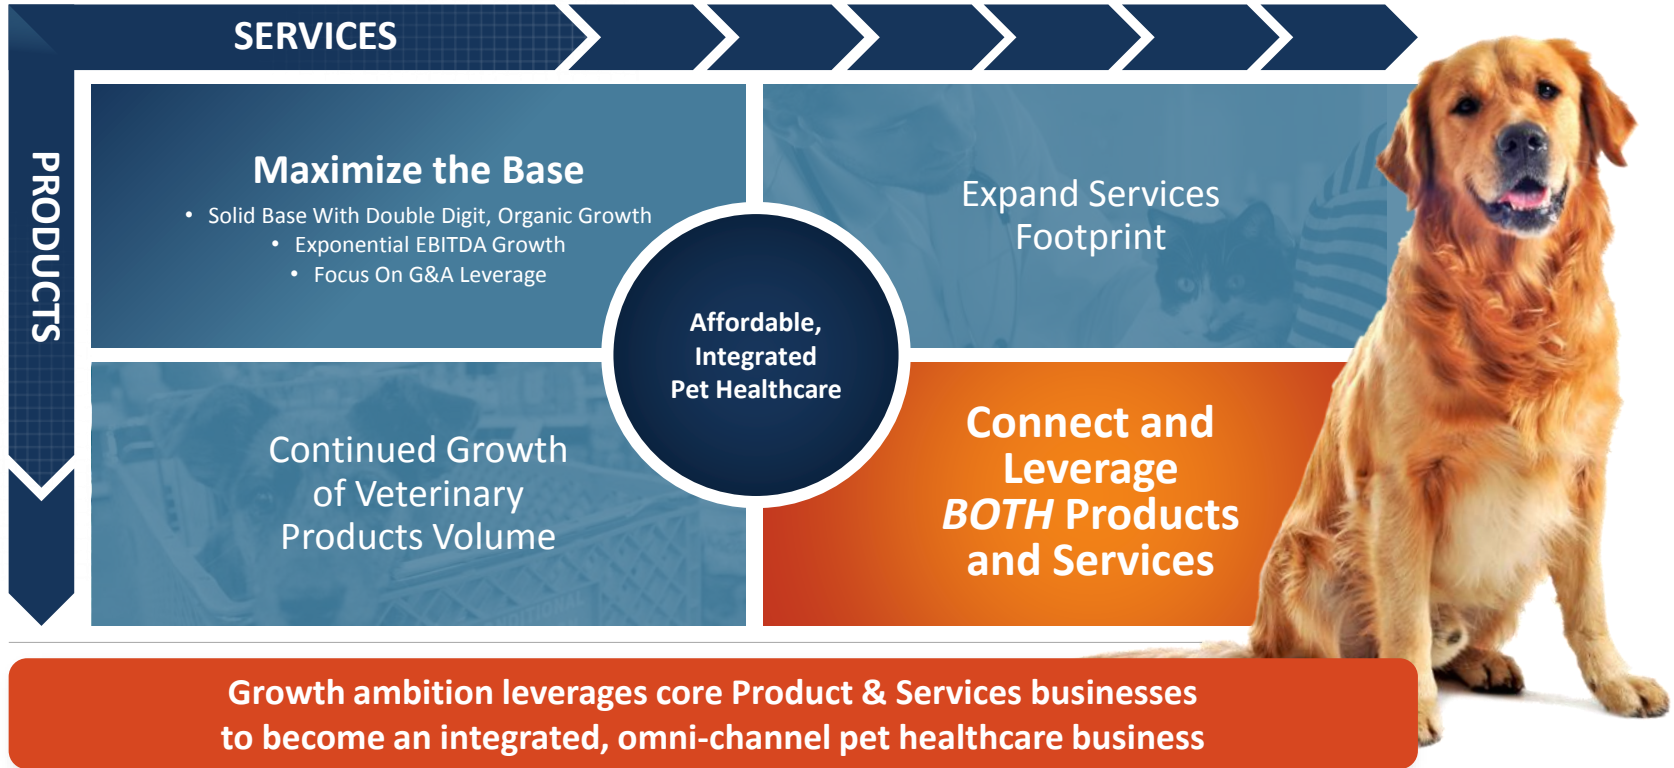 SERVICES
PRODUCTS
Maximize the Base
• Solid Base With Double Digit, Organic Growth
• Exponential EBITDA Growth
• Focus On G&A Leverage
Expand Services
Footprint
Affordable,
Integrated
Pet Healthcare
Continued Growth
of Veterinary
Products Volume
Connect and
Leverage
BOTH Products
and Services
Growth ambition leverages core Product & Services businesses
to become an integrated, omni-channel pet healthcare business